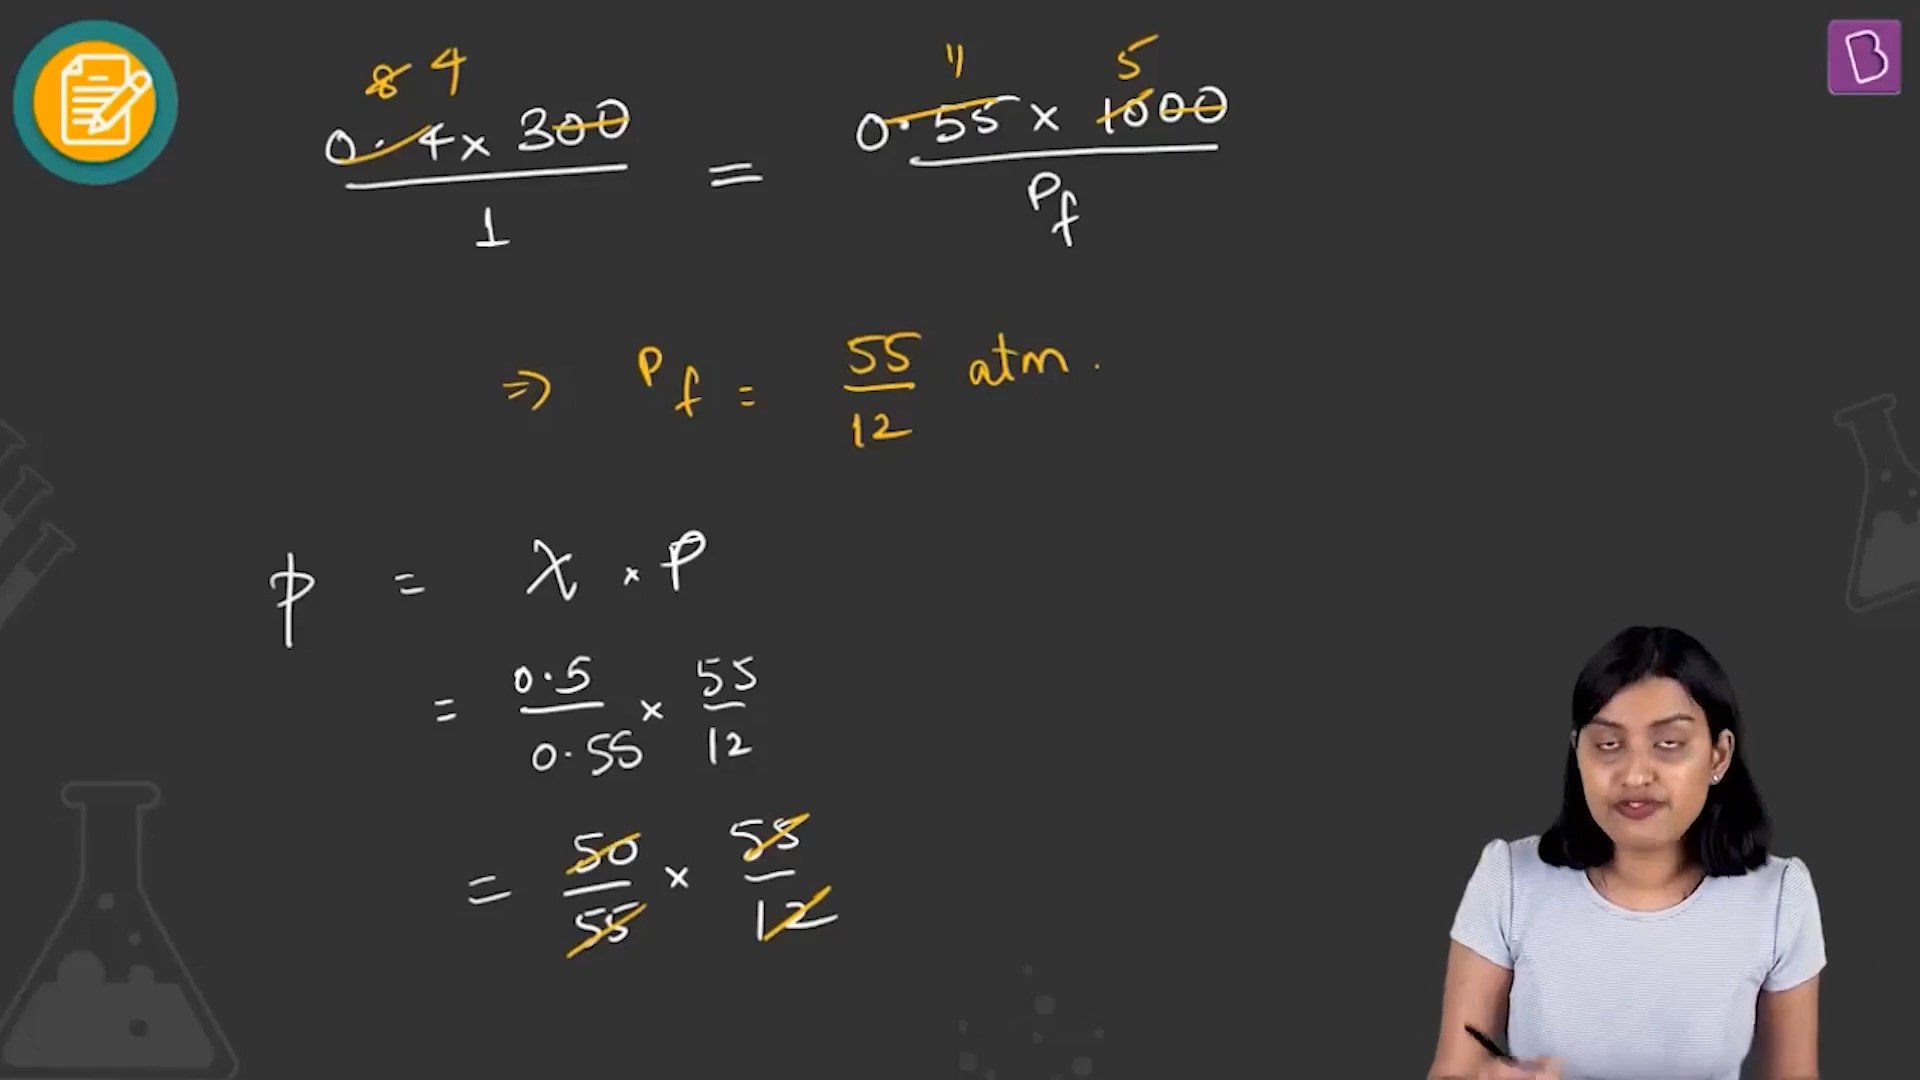 8 4 11 5
0.4 x 300 = 0.55 x 1000
1 Pf
⇒ Pf = 55/12 atm.
p = χ x P
= 0.5/0.55 x 55/12
= 50/55 x 55/12
B